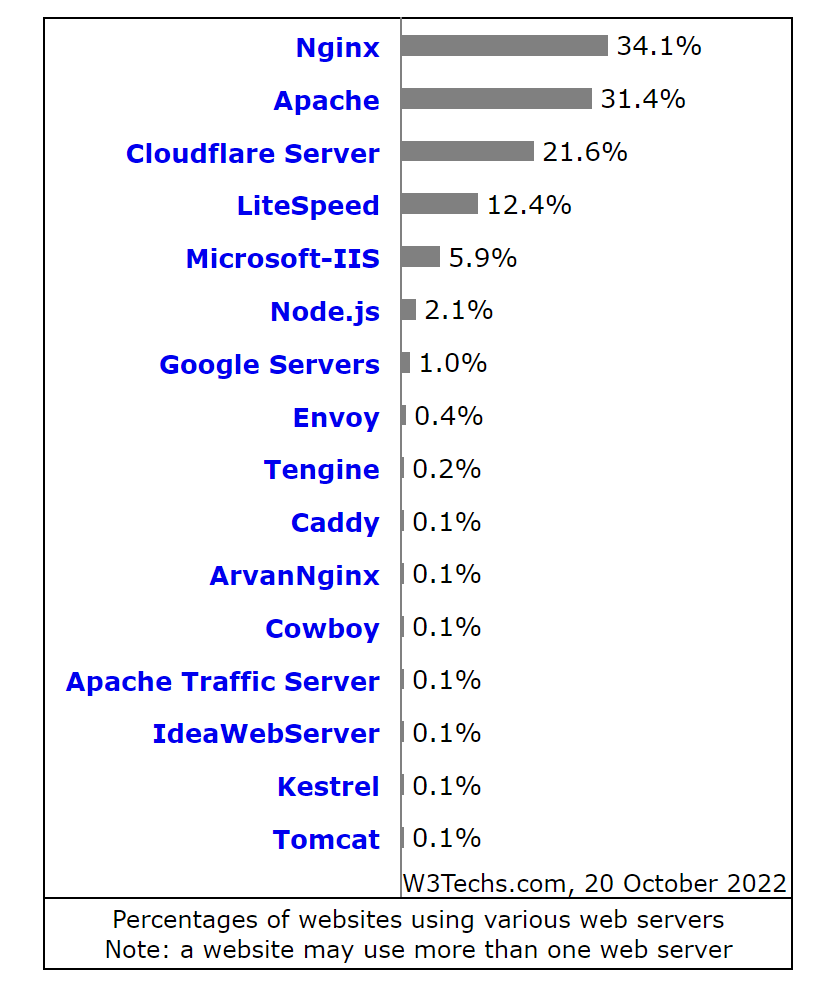 Nginx 34.1%
Apache 31.4%
Cloudflare Server 21.6%
LiteSpeed 12.4%
Microsoft-IIS 5.9%
Node.js 2.1%
Google Servers 1.0%
Envoy 0.4%
Tengine 0.2%
Caddy 0.1%
ArvanNginx 0.1%
Cowboy 0.1%
Apache Traffic Server 0.1%
IdeaWebServer 0.1%
Kestrel 0.1%
Tomcat 0.1%
W3Techs.com, 20 October 2022
Percentages of websites using various web servers
Note: a website may use more than one web server